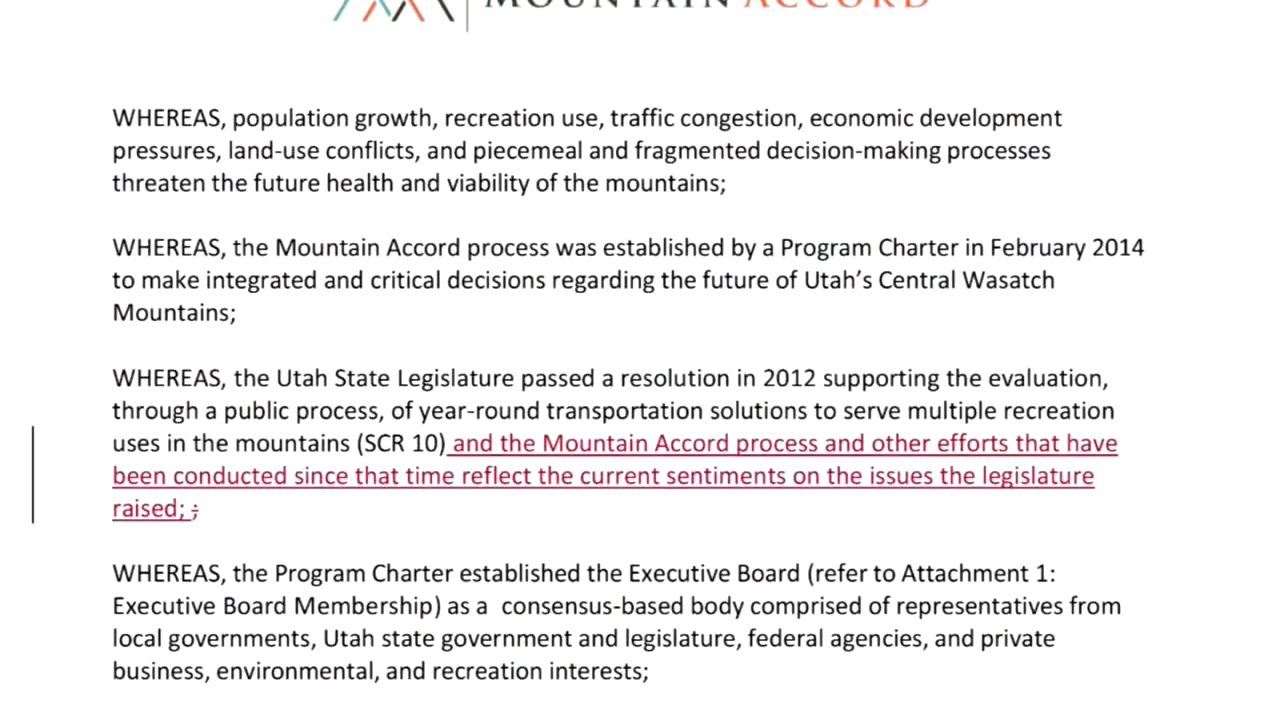 MOUNTAIN ACCORD
WHEREAS, population growth, recreation use, traffic congestion, economic development
pressures, land-use conflicts, and piecemeal and fragmented decision-making processes
threaten the future health and viability of the mountains;
WHEREAS, the Mountain Accord process was established by a Program Charter in February 2014
to make integrated and critical decisions regarding the future of Utah’s Central Wasatch
Mountains;
WHEREAS, the Utah State Legislature passed a resolution in 2012 supporting the evaluation,
through a public process, of year-round transportation solutions to serve multiple recreation
uses in the mountains (SCR 10) and the Mountain Accord process and other efforts that have
been conducted since that time reflect the current sentiments on the issues the legislature
raised; ;
WHEREAS, the Program Charter established the Executive Board (refer to Attachment 1:
Executive Board Membership) as a  consensus-based body comprised of representatives from
local governments, Utah state government and legislature, federal agencies, and private
business, environmental, and recreation interests;